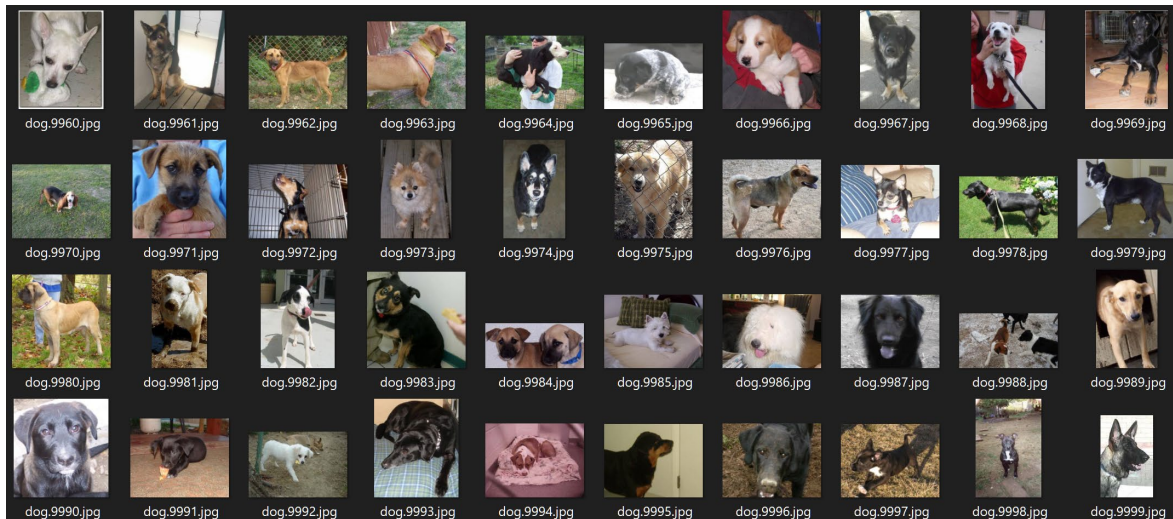 dog.9960.jpg dog.9961.jpg dog.9962.jpg dog.9963.jpg dog.9964.jpg dog.9965.jpg dog.9966.jpg dog.9967.jpg dog.9968.jpg dog.9969.jpg
dog.9970.jpg dog.9971.jpg dog.9972.jpg dog.9973.jpg dog.9974.jpg dog.9975.jpg dog.9976.jpg dog.9977.jpg dog.9978.jpg dog.9979.jpg
dog.9980.jpg dog.9981.jpg dog.9982.jpg dog.9983.jpg dog.9984.jpg dog.9985.jpg dog.9986.jpg dog.9987.jpg dog.9988.jpg dog.9989.jpg
dog.9990.jpg dog.9991.jpg dog.9992.jpg dog.9993.jpg dog.9994.jpg dog.9995.jpg dog.9996.jpg dog.9997.jpg dog.9998.jpg dog.9999.jpg